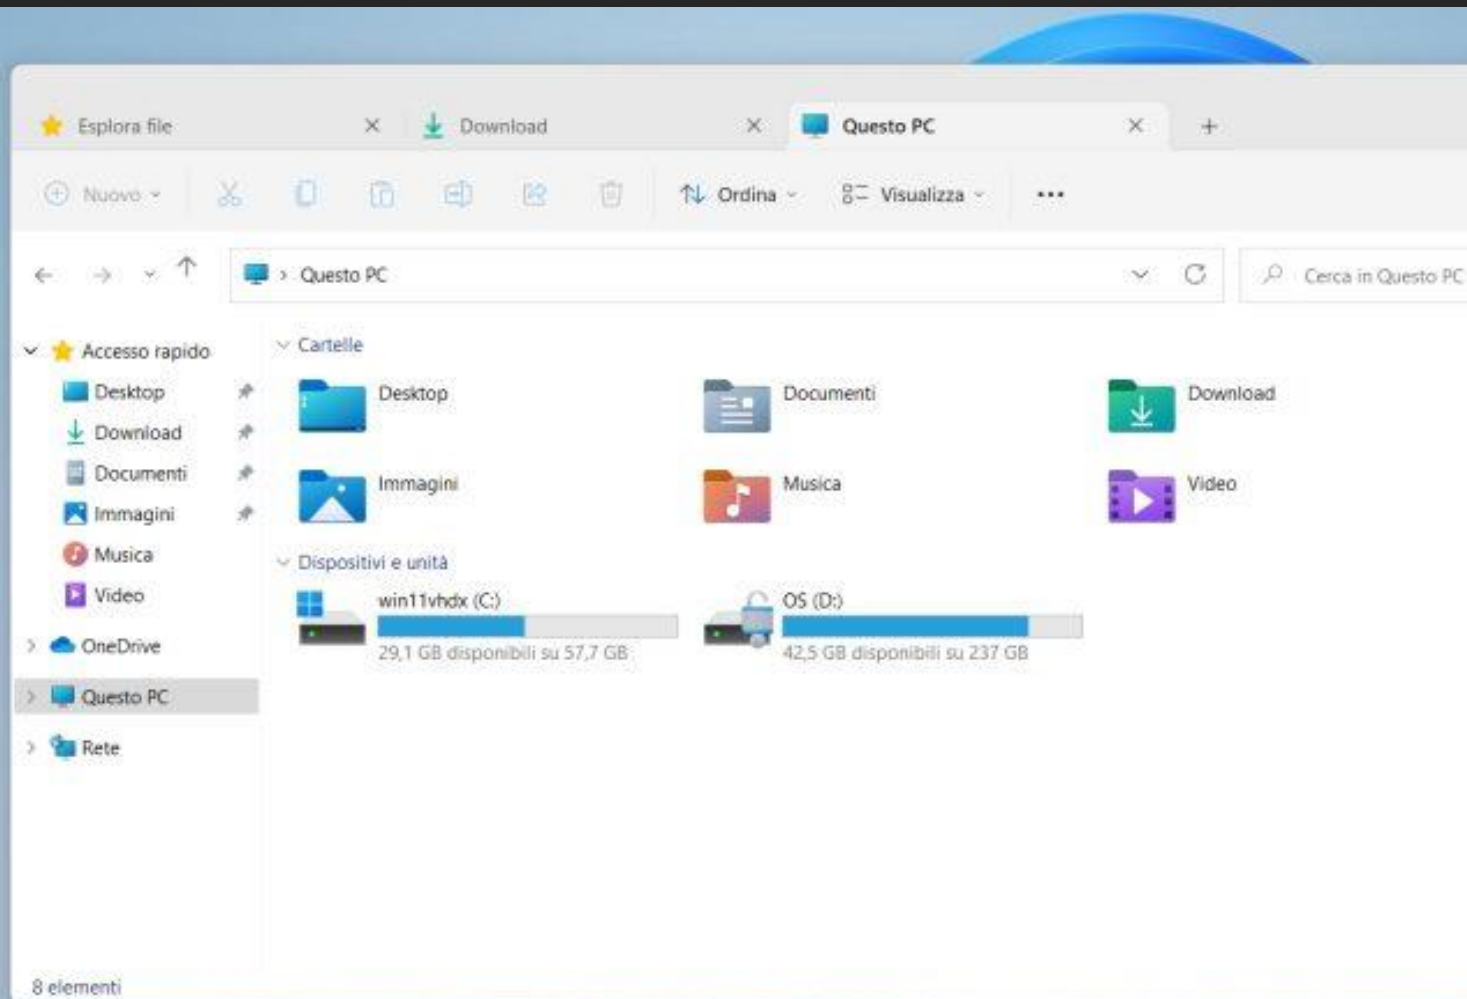 Esplora file
Download
Questo PC
Nuovo
Ordina
Visualizza
Questo PC
Cerca in Questo PC
Accesso rapido
Desktop
Download
Documenti
Immagini
Musica
Video
OneDrive
Questo PC
Rete
Cartelle
Desktop
Documenti
Download
Immagini
Musica
Video
Dispositivi e unità
win11vhdx (C:)
29,1 GB disponibili su 57,7 GB
OS (D:)
42,5 GB disponibili su 237 GB
8 elementi